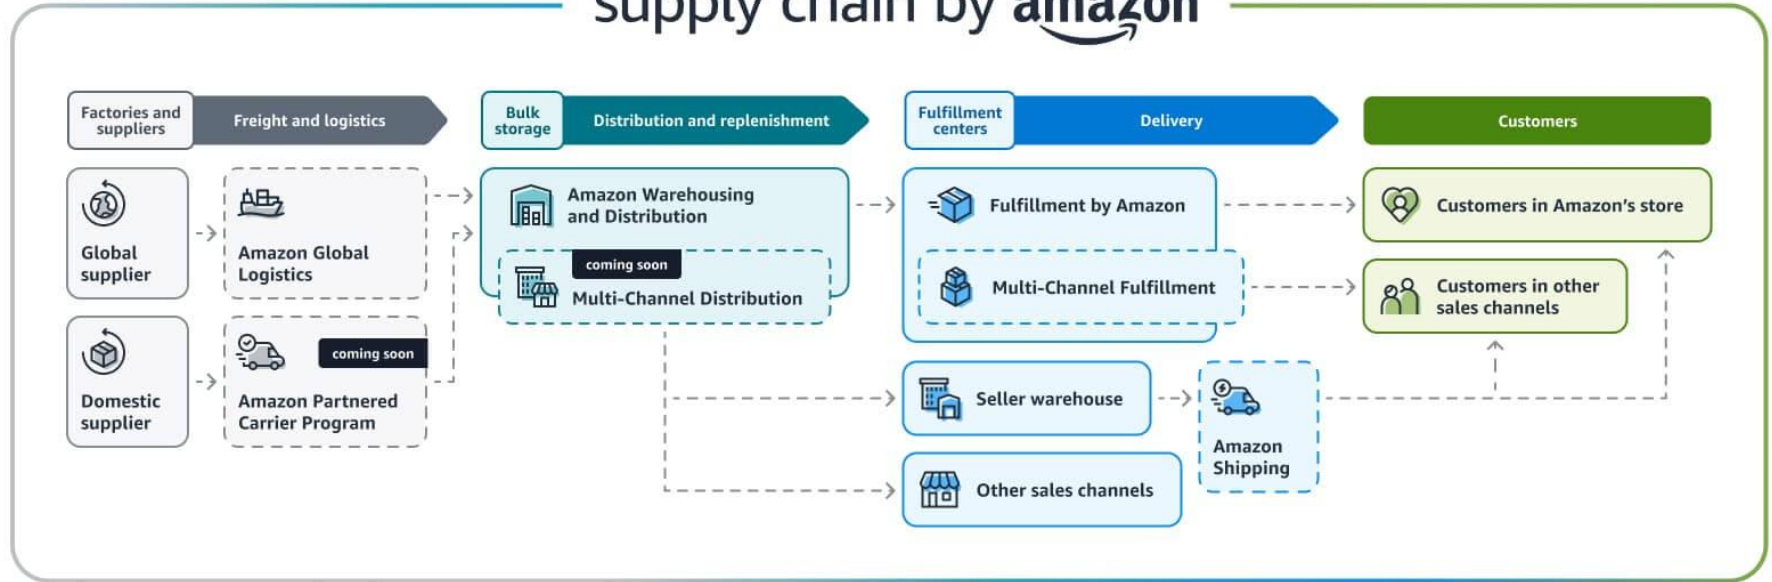 supply chain by amazon
Factories and
suppliers
Freight and logistics
Bulk
storage
Distribution and replenishment
Fulfillment
centers
Delivery
Customers
Global
supplier
Amazon Global
Logistics
Amazon Warehousing
and Distribution
coming soon
Multi-Channel Distribution
Fulfillment by Amazon
Multi-Channel Fulfillment
Customers in Amazon's store
Customers in other
sales channels
Domestic
supplier
coming soon
Amazon Partnered
Carrier Program
Seller warehouse
Amazon
Shipping
Other sales channels